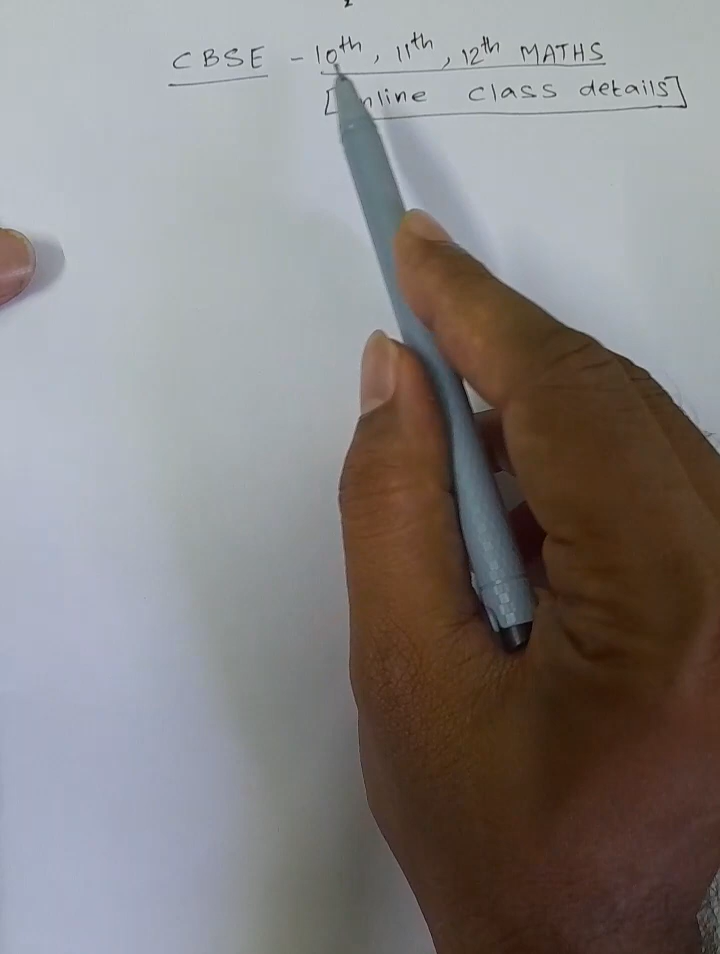 CBSE - 10th, 11th, 12th MATHS
[Online class details]